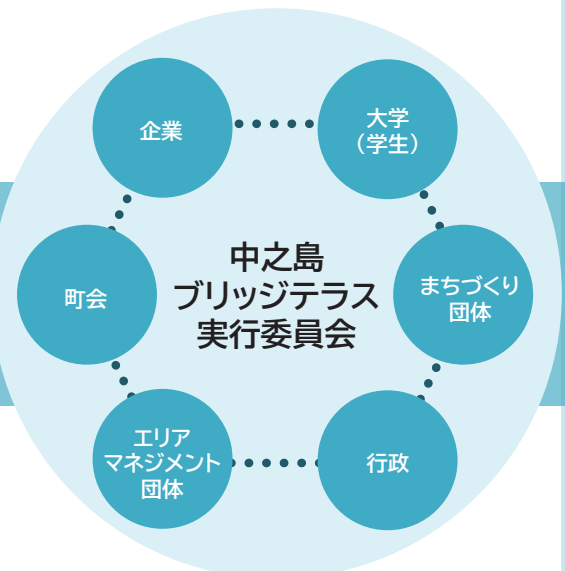 企業
大学
（学生）
中之島
ブリッジテラス
実行委員会
町会
まちづくり
団体
エリア
マネジメント
団体
行政